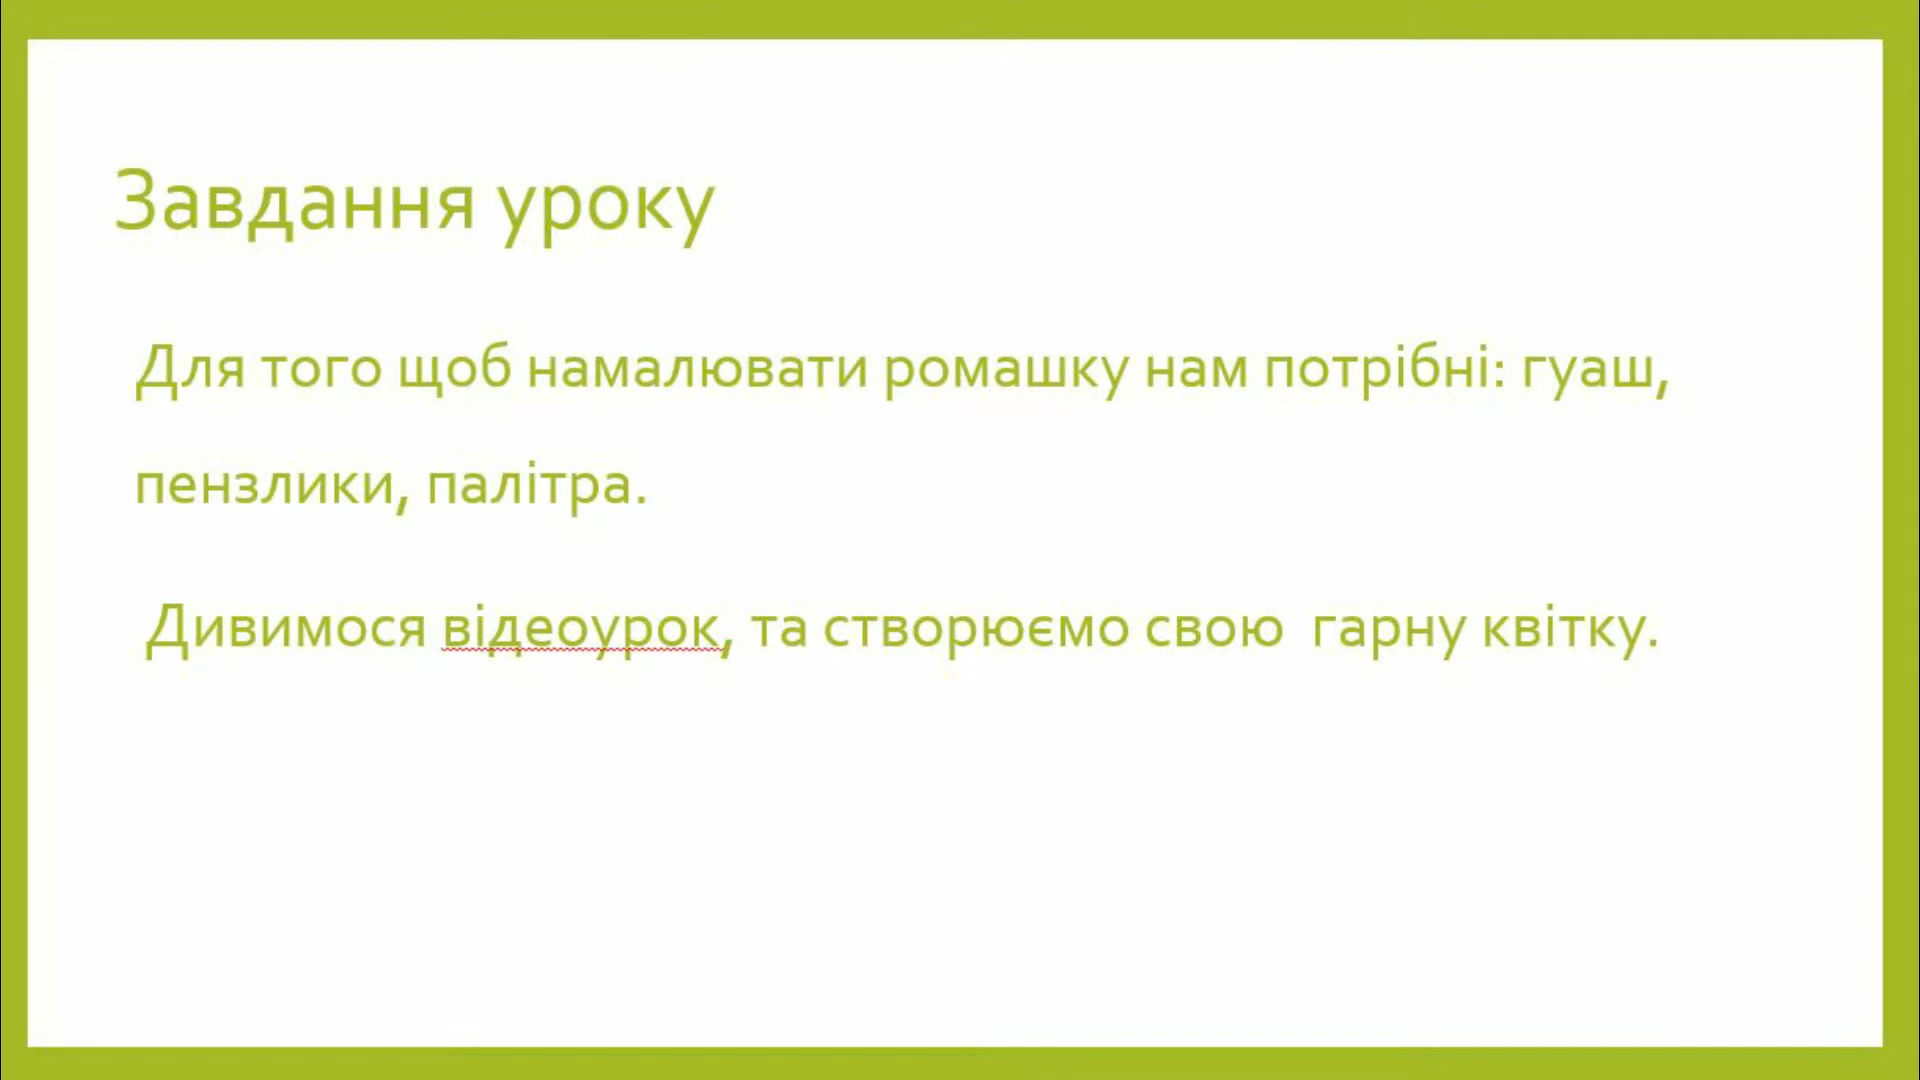 Завдання уроку
Для того щоб намалювати ромашку нам потрібні: гуаш,
пензлики, палітра.
Дивимося відеоурок, та створюємо свою  гарну квітку.